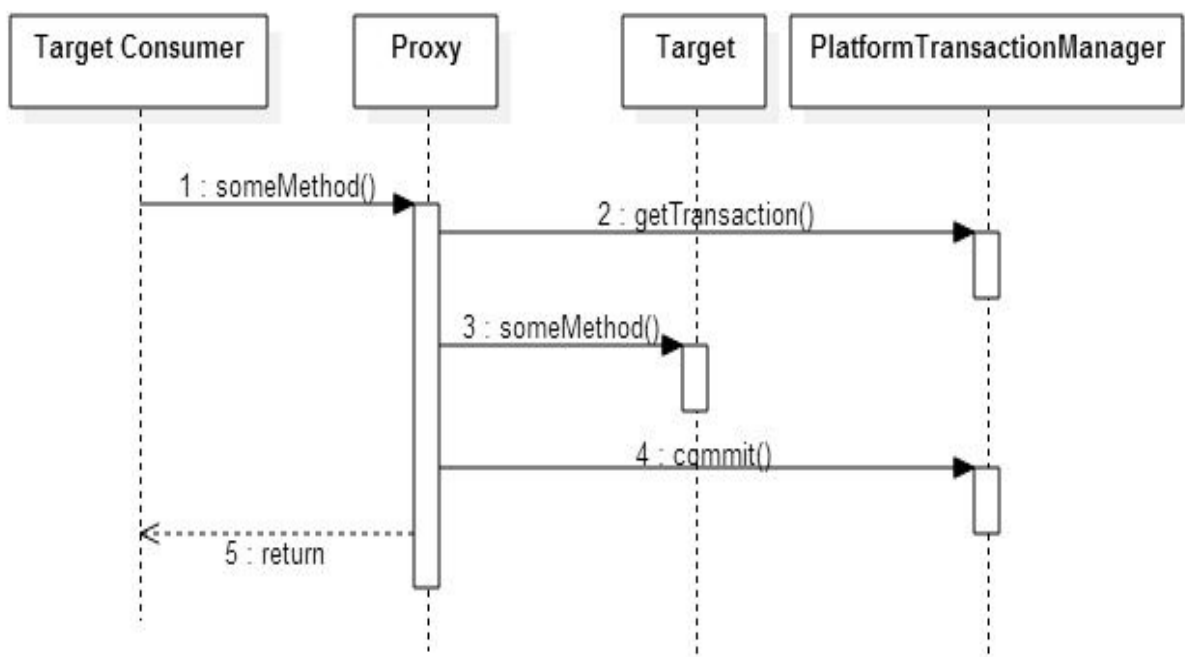 Target Consumer
Proxy
Target
PlatformTransactionManager
1 : someMethod()
2 : getTransaction()
3 : someMethod()
4 : commit()
5 : return